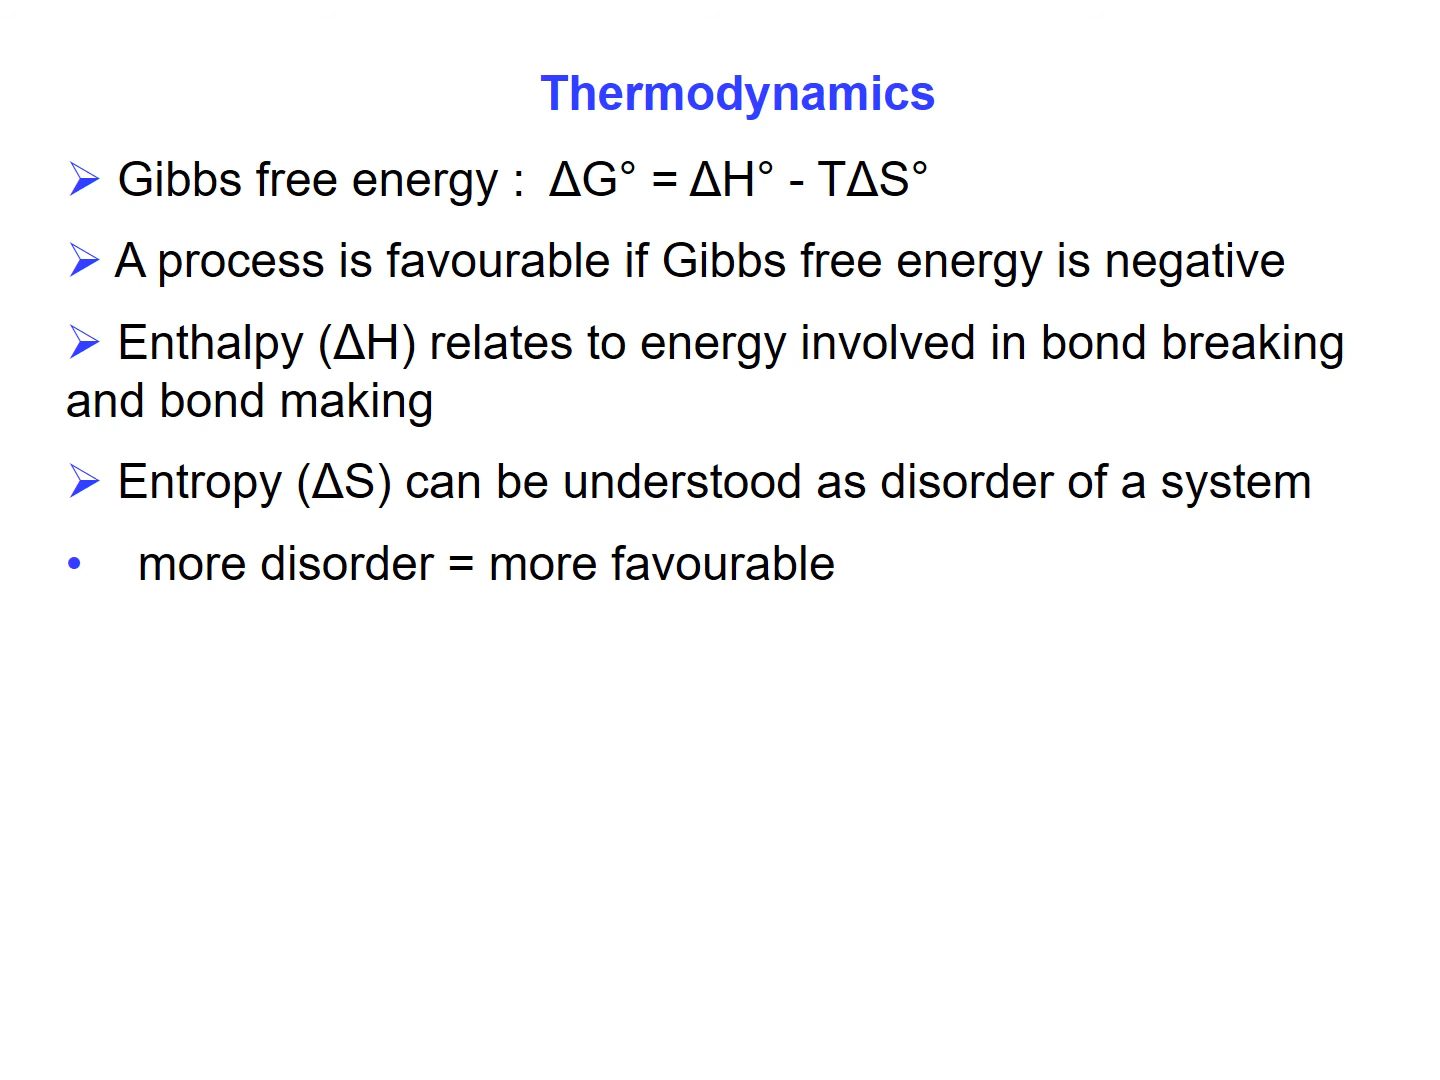 Thermodynamics
➢ Gibbs free energy :  ΔG° = ΔH° - TΔS°
➢ A process is favourable if Gibbs free energy is negative
➢ Enthalpy (ΔH) relates to energy involved in bond breaking
and bond making
➢ Entropy (ΔS) can be understood as disorder of a system
• more disorder = more favourable